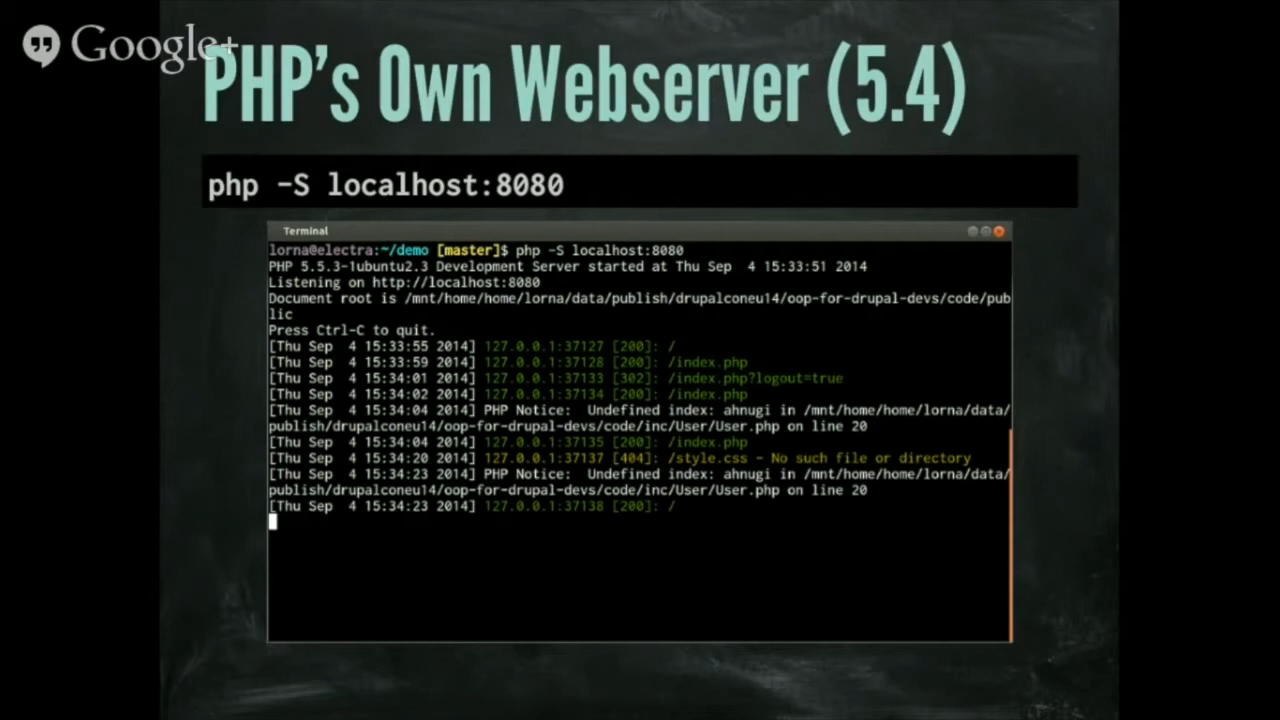 Google+
PHP's Own Webserver (5.4)
php -S localhost:8080
Terminal
lorna@electra:~/demo [master]$ php -S localhost:8080
PHP 5.5.3-1ubuntu2.3 Development Server started at Thu Sep  4 15:33:51 2014
Listening on http://localhost:8080
Document root is /mnt/home/home/lorna/data/publish/drupalconeu14/oop-for-drupal-devs/code/pub
lic
Press Ctrl-C to quit.
[Thu Sep  4 15:33:55 2014] 127.0.0.1:37127 [200]: /
[Thu Sep  4 15:33:59 2014] 127.0.0.1:37128 [200]: /index.php
[Thu Sep  4 15:34:01 2014] 127.0.0.1:37133 [302]: /index.php?logout=true
[Thu Sep  4 15:34:02 2014] 127.0.0.1:37134 [200]: /index.php
[Thu Sep  4 15:34:04 2014] PHP Notice:  Undefined index: ahnugi in /mnt/home/home/lorna/data/
publish/drupalconeu14/oop-for-drupal-devs/code/inc/User/User.php on line 20
[Thu Sep  4 15:34:04 2014] 127.0.0.1:37135 [200]: /index.php
[Thu Sep  4 15:34:20 2014] 127.0.0.1:37137 [404]: /style.css - No such file or directory
[Thu Sep  4 15:34:23 2014] PHP Notice:  Undefined index: ahnugi in /mnt/home/home/lorna/data/
publish/drupalconeu14/oop-for-drupal-devs/code/inc/User/User.php on line 20
[Thu Sep  4 15:34:23 2014] 127.0.0.1:37138 [200]: /